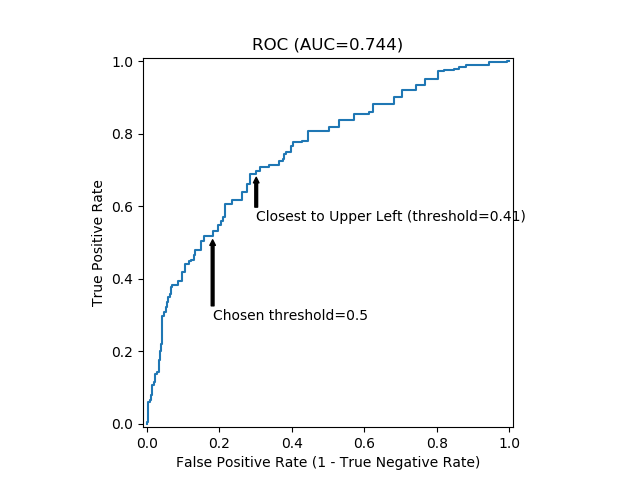 ROC (AUC=0.744)
1.0
0.8
0.6
0.4
0.2
0.0
True Positive Rate
Closest to Upper Left (threshold=0.41)
Chosen threshold=0.5
0.0 0.2 0.4 0.6 0.8 1.0
False Positive Rate (1 - True Negative Rate)